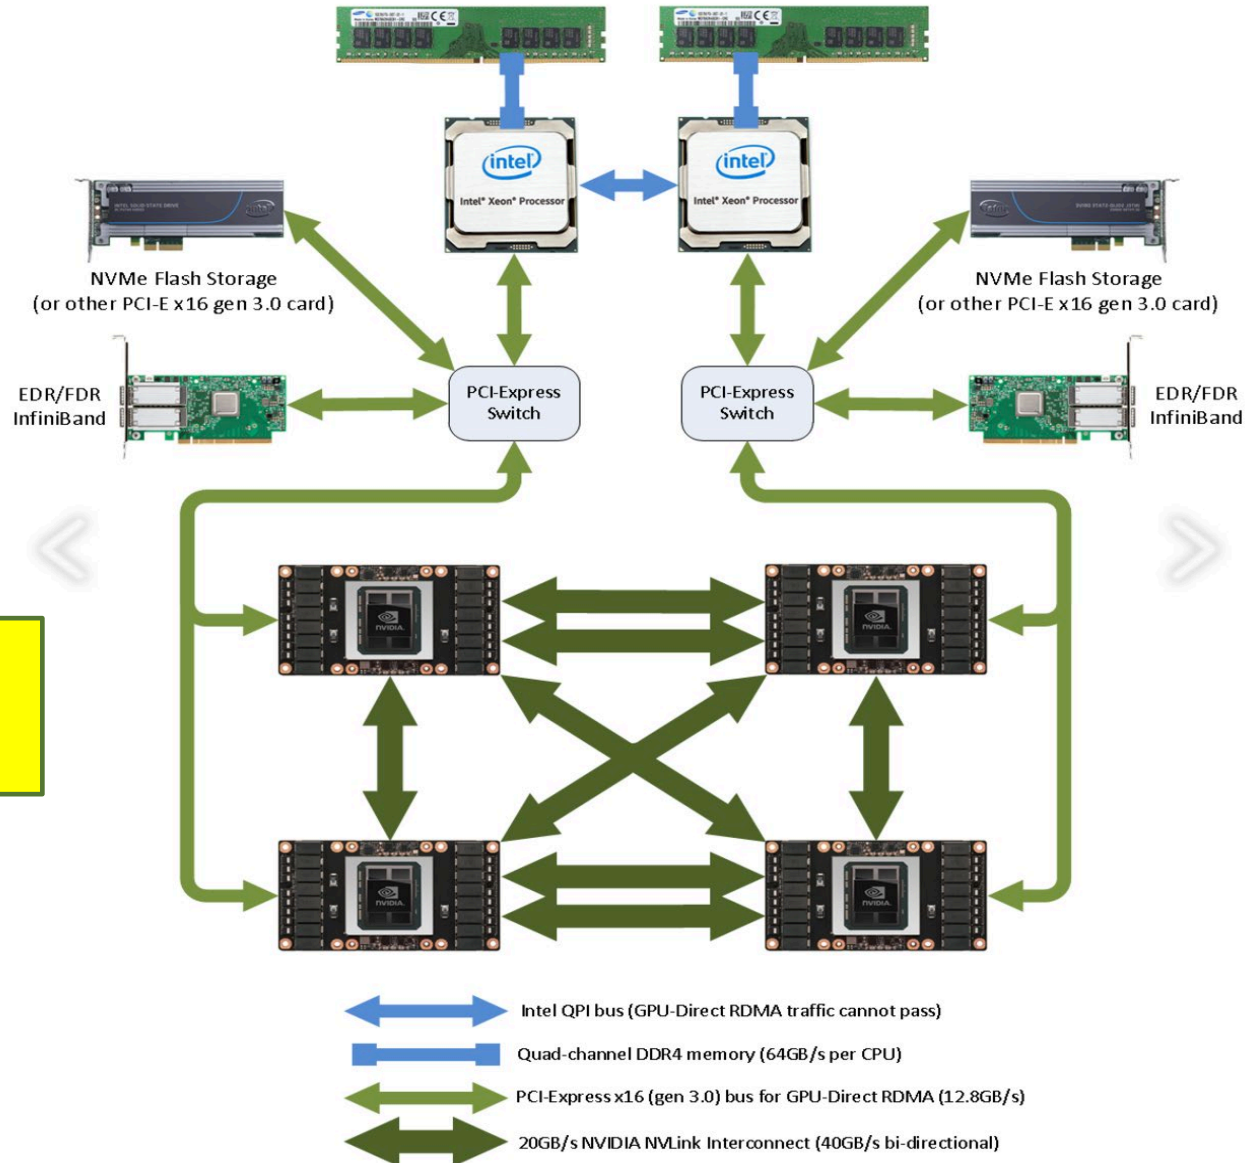 intel
Intel® Xeon® Processor
intel
Intel® Xeon® Processor
INTEL SOLID STATE DRIVE
NVMe Flash Storage
(or other PCI-E x16 gen 3.0 card)
NVMe Flash Storage
(or other PCI-E x16 gen 3.0 card)
EDR/FDR
InfiniBand
PCI-Express
Switch
PCI-Express
Switch
EDR/FDR
InfiniBand
NVIDIA
NVIDIA
NVIDIA
NVIDIA
Intel QPI bus (GPU-Direct RDMA traffic cannot pass)
Quad-channel DDR4 memory (64GB/s per CPU)
PCI-Express x16 (gen 3.0) bus for GPU-Direct RDMA (12.8GB/s)
20GB/s NVIDIA NVLink Interconnect (40GB/s bi-directional)